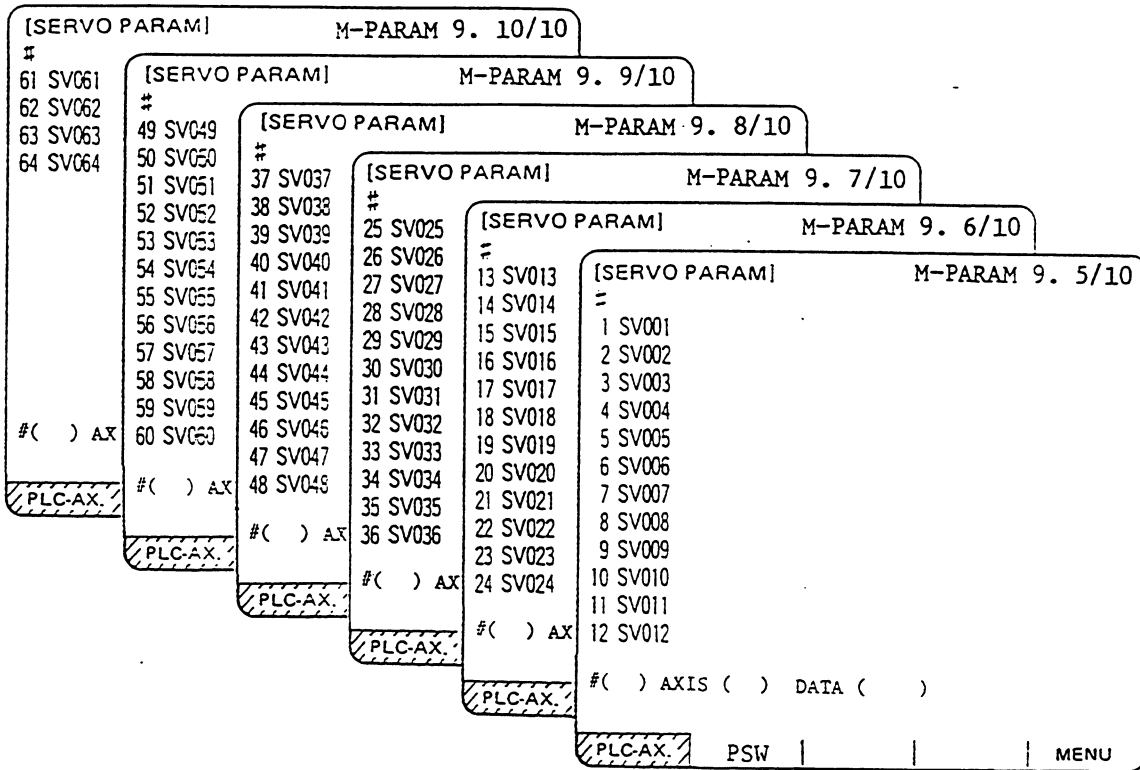 [SERVO PARAM] M-PARAM 9. 10/10
#
61 SV061
62 SV062
63 SV063
64 SV064
#( ) AX
PLC-AX.
[SERVO PARAM] M-PARAM 9. 9/10
#
49 SV049
50 SV050
51 SV051
52 SV052
53 SV053
54 SV054
55 SV055
56 SV056
57 SV057
58 SV058
59 SV059
60 SV060
#( ) AX
PLC-AX.
[SERVO PARAM] M-PARAM 9. 8/10
#
37 SV037
38 SV038
39 SV039
40 SV040
41 SV041
42 SV042
43 SV043
44 SV044
45 SV045
46 SV046
47 SV047
48 SV048
#( ) AX
PLC-AX.
[SERVO PARAM] M-PARAM 9. 7/10
#
25 SV025
26 SV026
27 SV027
28 SV028
29 SV029
30 SV030
31 SV031
32 SV032
33 SV033
34 SV034
35 SV035
36 SV036
#( ) AX
PLC-AX.
[SERVO PARAM] M-PARAM 9. 6/10
#
13 SV013
14 SV014
15 SV015
16 SV016
17 SV017
18 SV018
19 SV019
20 SV020
21 SV021
22 SV022
23 SV023
24 SV024
#( ) AX
PLC-AX.
[SERVO PARAM] M-PARAM 9. 5/10
#
1 SV001
2 SV002
3 SV003
4 SV004
5 SV005
6 SV006
7 SV007
8 SV008
9 SV009
10 SV010
11 SV011
12 SV012
#( ) AXIS ( ) DATA ( )
PLC-AX. PSW MENU